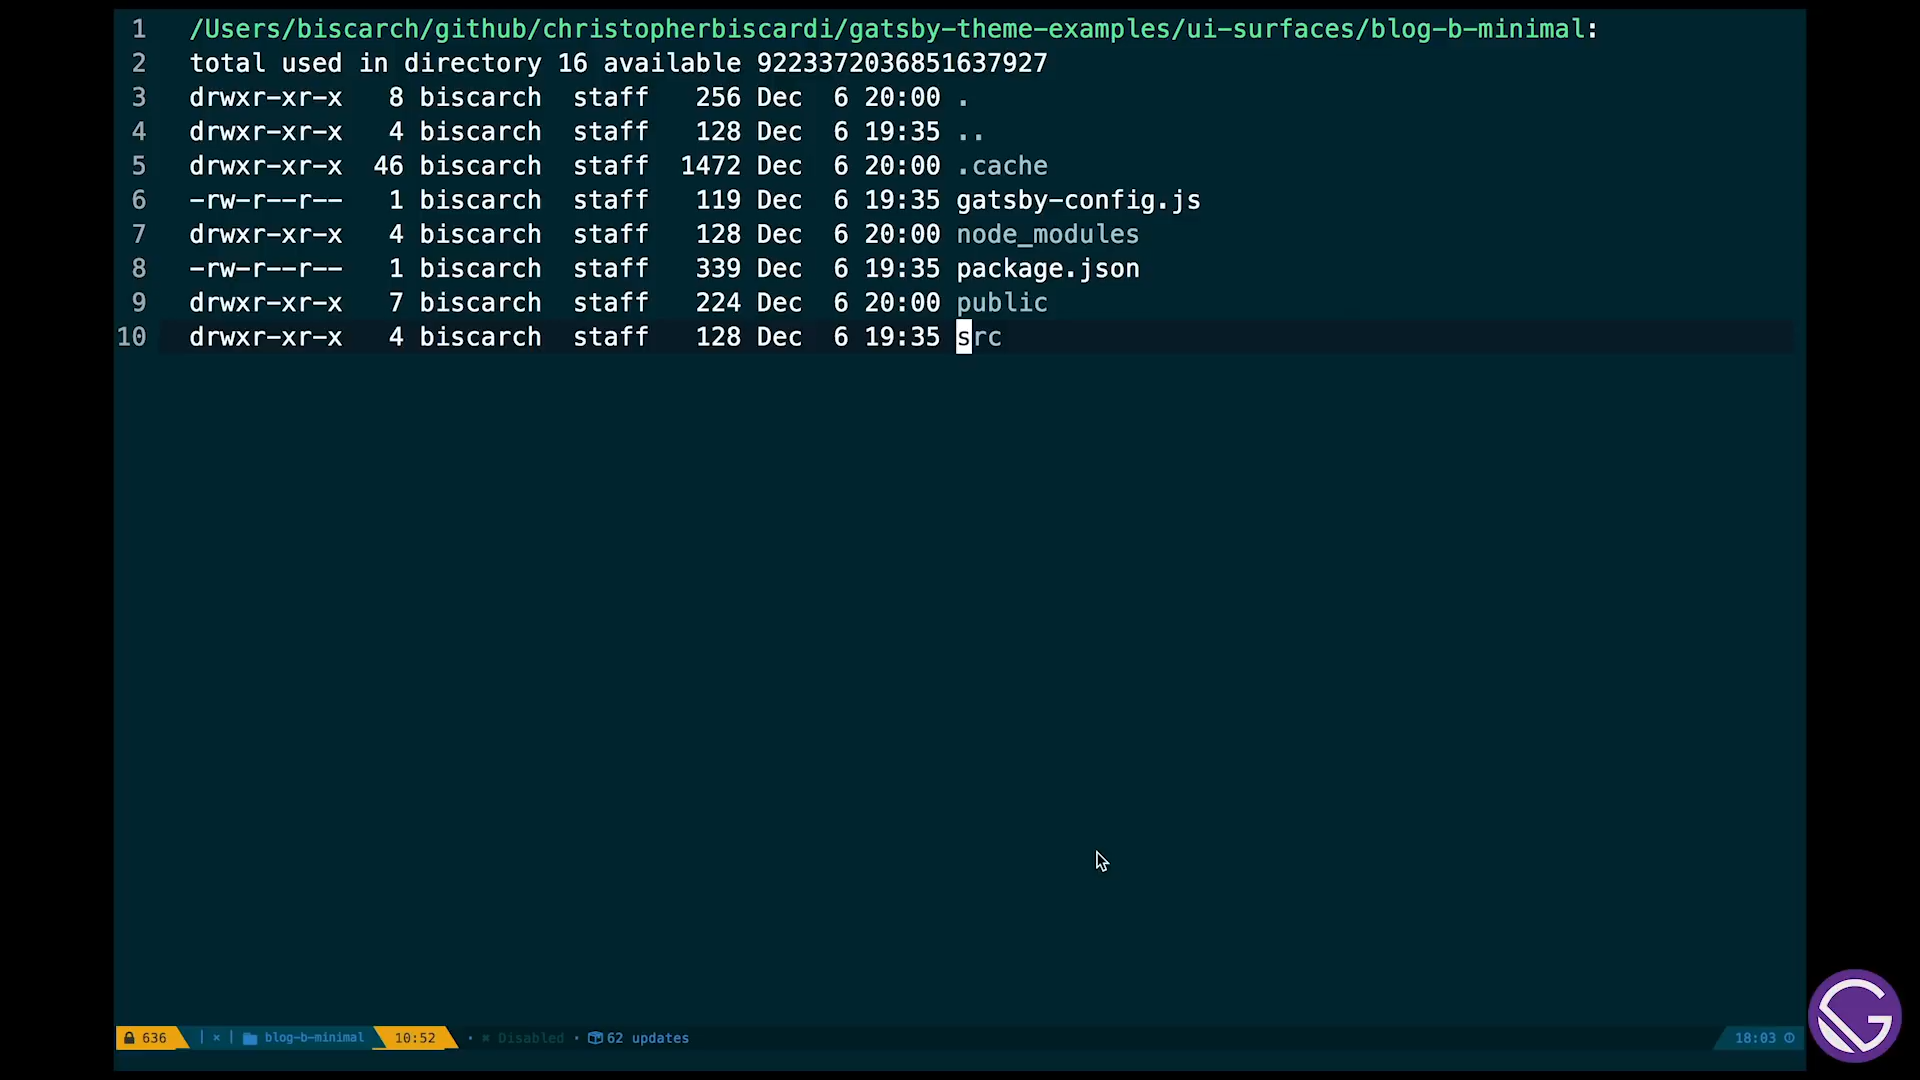 1 /Users/biscarch/github/christopherbiscardi/gatsby-theme-examples/ui-surfaces/blog-b-minimal:
2 total used in directory 16 available 9223372036851637927
3 drwxr-xr-x 8 biscarch staff 256 Dec 6 20:00 .
4 drwxr-xr-x 4 biscarch staff 128 Dec 6 19:35 ..
5 drwxr-xr-x 46 biscarch staff 1472 Dec 6 20:00 .cache
6 -rw-r--r-- 1 biscarch staff 119 Dec 6 19:35 gatsby-config.js
7 drwxr-xr-x 4 biscarch staff 128 Dec 6 20:00 node_modules
8 -rw-r--r-- 1 biscarch staff 339 Dec 6 19:35 package.json
9 drwxr-xr-x 7 biscarch staff 224 Dec 6 20:00 public
10 drwxr-xr-x 4 biscarch staff 128 Dec 6 19:35 src
636 | × | blog-b-minimal 10:52 · Disabled · 62 updates 18:03